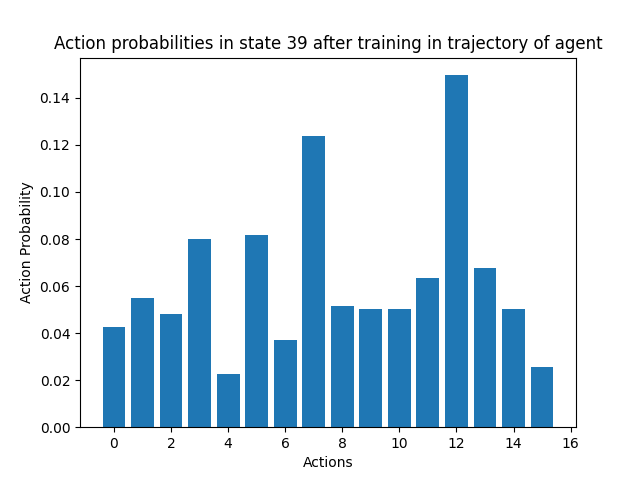 Action probabilities in state 39 after training in trajectory of agent
0.14
0.12
0.10
0.08
0.06
0.04
0.02
0.00
Action Probability
0 2 4 6 8 10 12 14 16
Actions